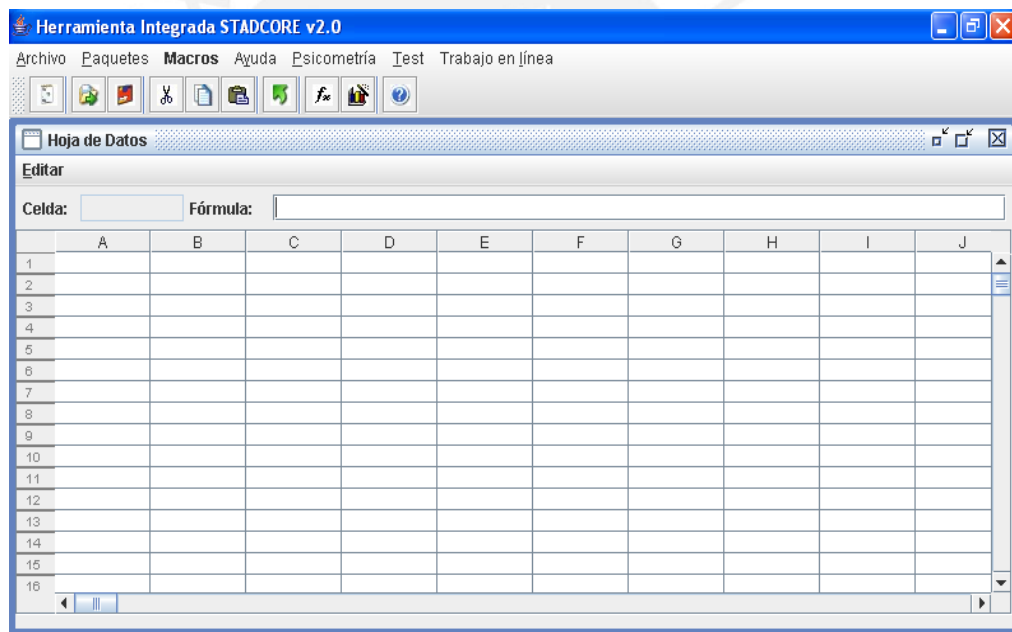 Herramienta Integrada STADCORE v2.0
Archivo Paquetes Macros Ayuda Psicometría Test Trabajo en línea
fx
Hoja de Datos
Editar
Celda: Fórmula:
A B C D E F G H I J
1
2
3
4
5
6
7
8
9
10
11
12
13
14
15
16